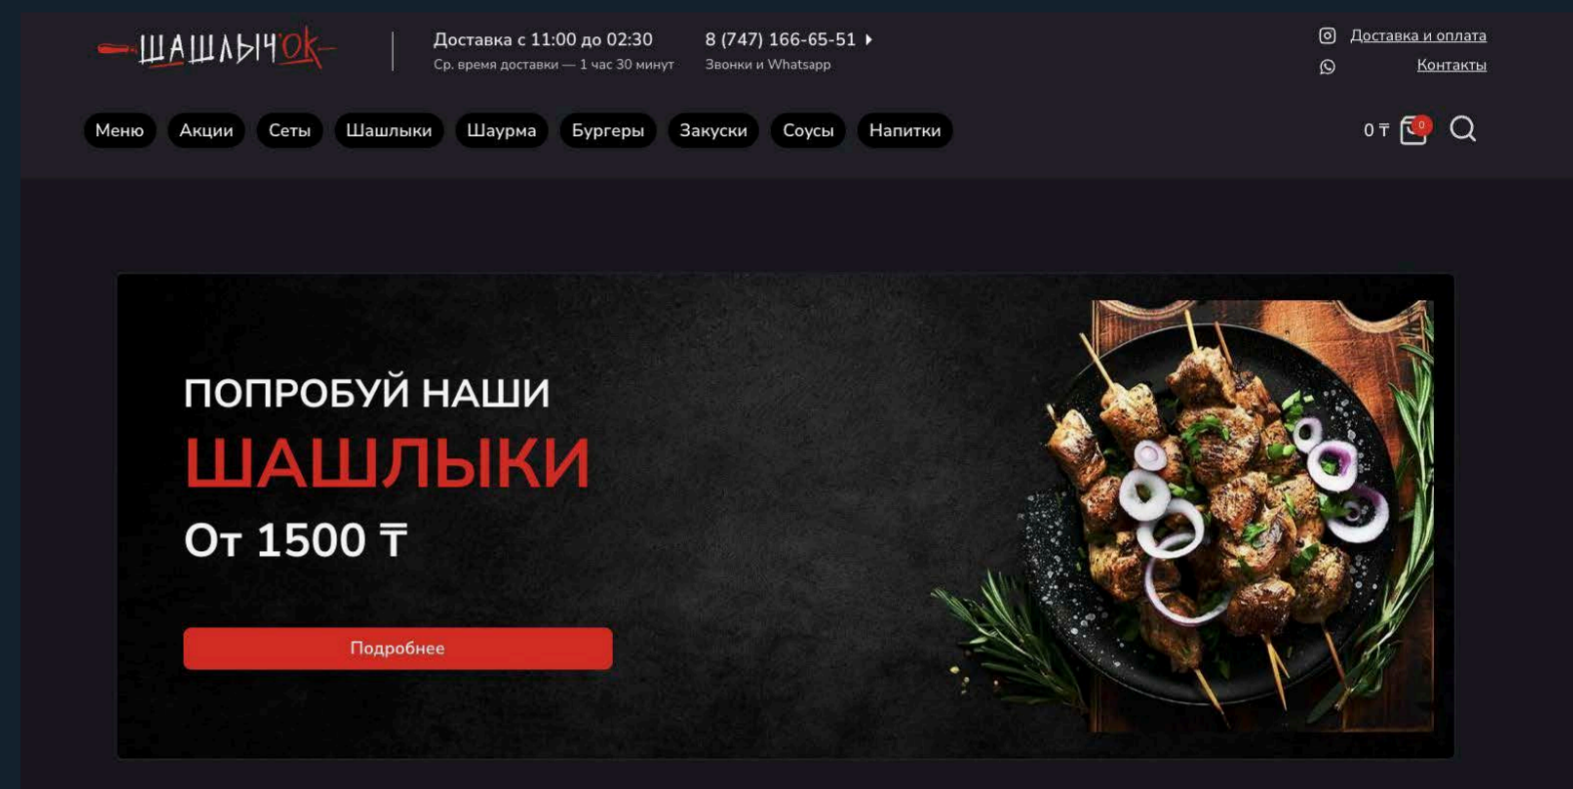 ШАШЛЫЧ'ОК
Доставка с 11:00 до 02:30
Ср. время доставки — 1 час 30 минут
8 (747) 166-65-51
Звонки и Whatsapp
Доставка и оплата
Контакты
Меню Акции Сеты Шашлыки Шаурма Бургеры Закуски Соусы Напитки
0 ₸ 0
ПОПРОБУЙ НАШИ
ШАШЛЫКИ
От 1500 ₸
Подробнее